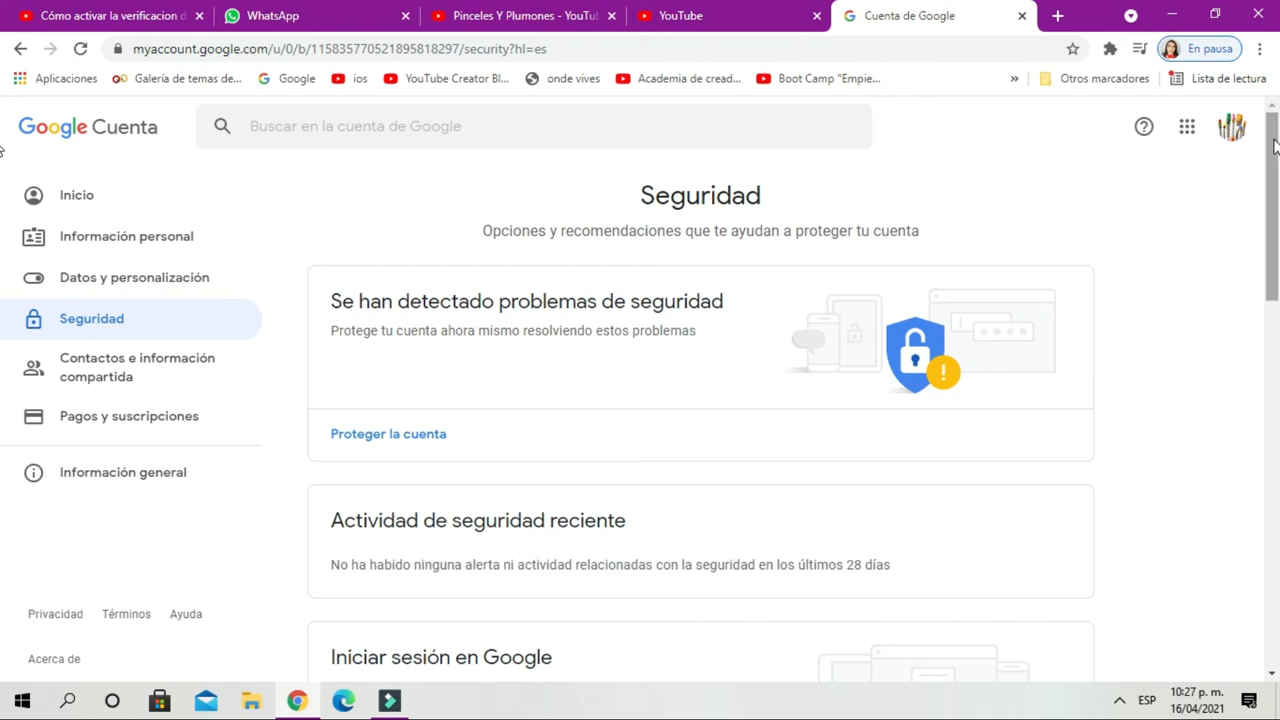 Cómo activar la verificacion d
WhatsApp
Pinceles Y Plumones - YouTu
YouTube
Cuenta de Google
myaccount.google.com/u/0/b/115835770521895818297/security?hl=es
En pausa
Aplicaciones
Galería de temas de...
Google
ios
YouTube Creator Bl...
onde vives
Academia de cread...
Boot Camp "Empie...
»
Otros marcadores
Lista de lectura
Google Cuenta
Buscar en la cuenta de Google
Inicio
Información personal
Datos y personalización
Seguridad
Contactos e información
compartida
Pagos y suscripciones
Información general
Privacidad
Términos
Ayuda
Acerca de
Seguridad
Opciones y recomendaciones que te ayudan a proteger tu cuenta
Se han detectado problemas de seguridad
Protege tu cuenta ahora mismo resolviendo estos problemas
Proteger la cuenta
Actividad de seguridad reciente
No ha habido ninguna alerta ni actividad relacionadas con la seguridad en los últimos 28 días
Iniciar sesión en Google
ESP
10:27 p. m.
16/04/2021